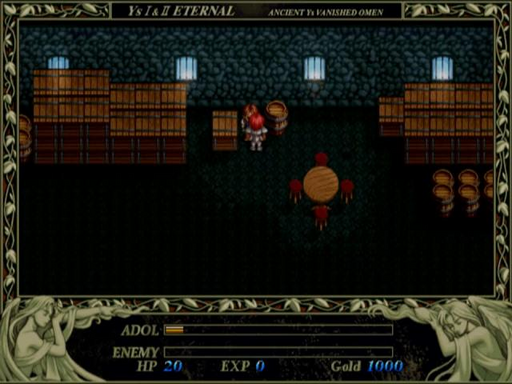 Ys I & II ETERNAL ANCIENT Ys VANISHED OMEN
ADOL
ENEMY
HP 20 EXP 0 Gold 1000